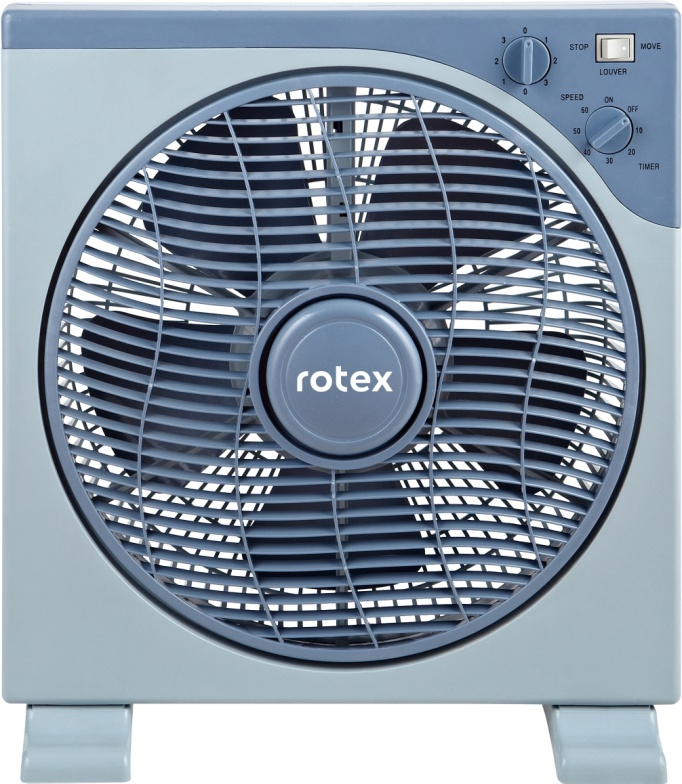 0
3 1
2 2
1 3
0
STOP MOVE
LOUVER
SPEED
ON
60 OFF
50 10
40 20
30
TIMER
rotex